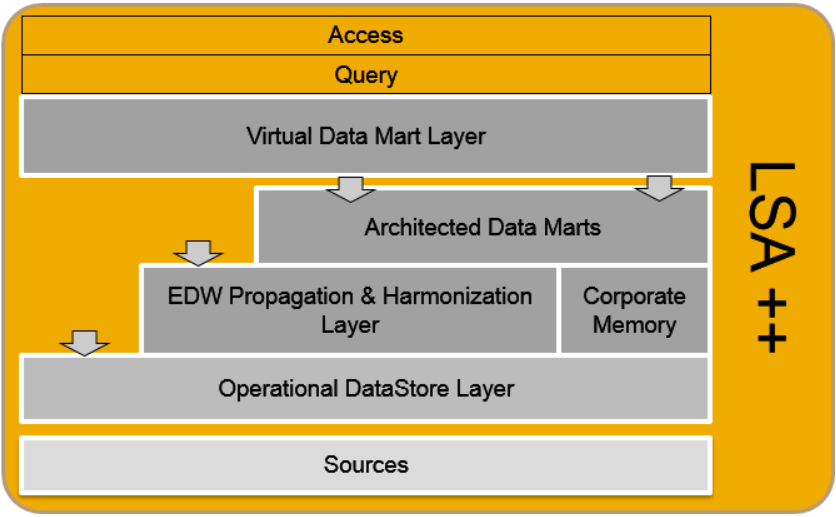 Access
Query
Virtual Data Mart Layer
Architected Data Marts
EDW Propagation & Harmonization
Layer
Corporate
Memory
Operational DataStore Layer
Sources
LSA ++